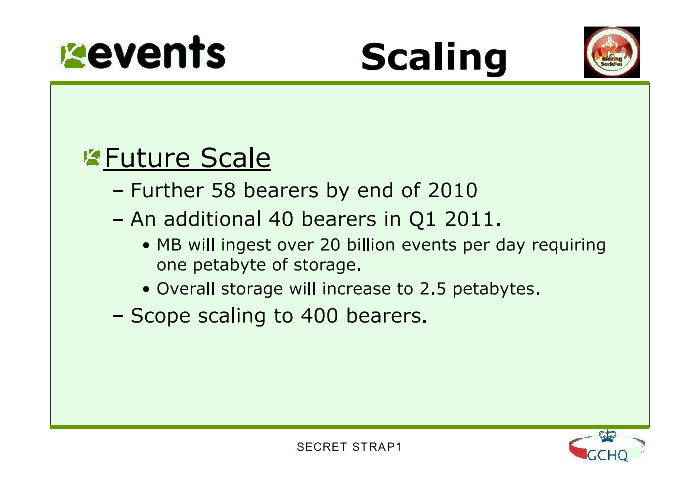 events
Scaling
Future Scale
– Further 58 bearers by end of 2010
– An additional 40 bearers in Q1 2011.
• MB will ingest over 20 billion events per day requiring
one petabyte of storage.
• Overall storage will increase to 2.5 petabytes.
– Scope scaling to 400 bearers.
SECRET STRAP1
GCHQ